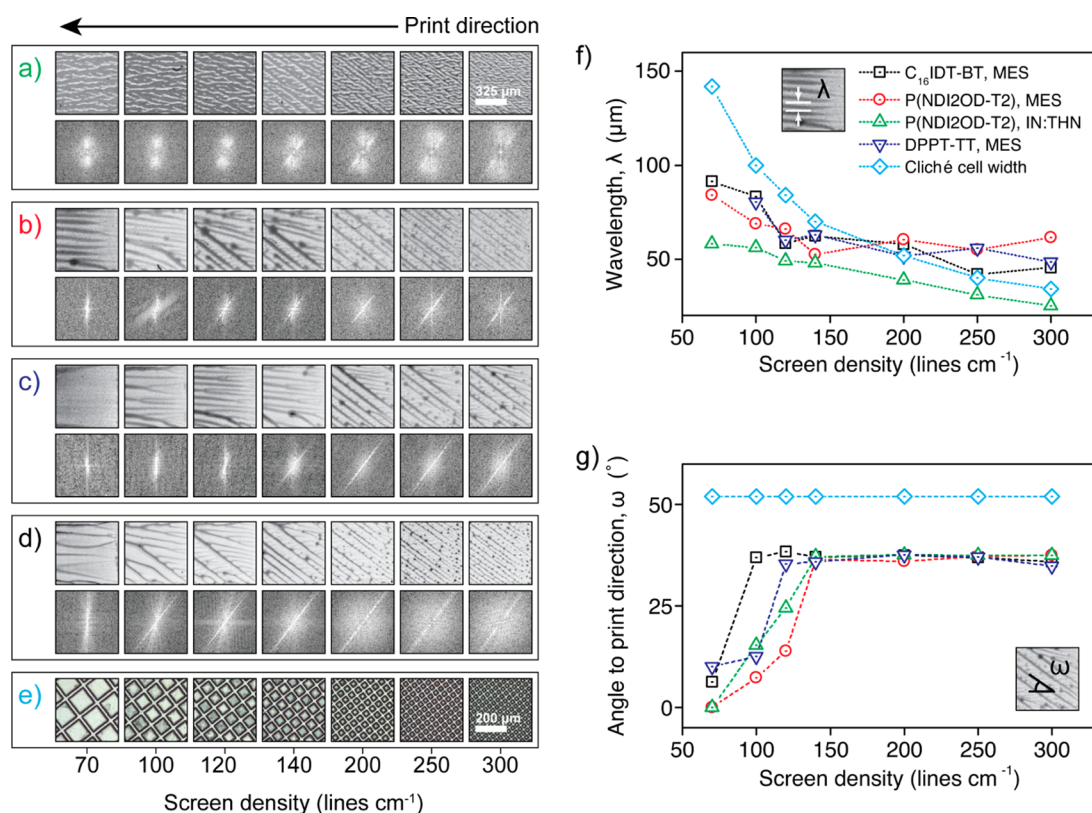 Print direction
a)
325 µm
b)
c)
d)
e)
200 µm
70 100 120 140 200 250 300
Screen density (lines cm⁻¹)
f)
Wavelength, λ (µm)
150
100
50
λ
C₁₆IDT-BT, MES
P(NDI2OD-T2), MES
P(NDI2OD-T2), IN:THN
DPPT-TT, MES
Cliché cell width
50 100 150 200 250 300
Screen density (lines cm⁻¹)
g)
Angle to print direction, ω (°)
50
25
0
ω
50 100 150 200 250 300
Screen density (lines cm⁻¹)